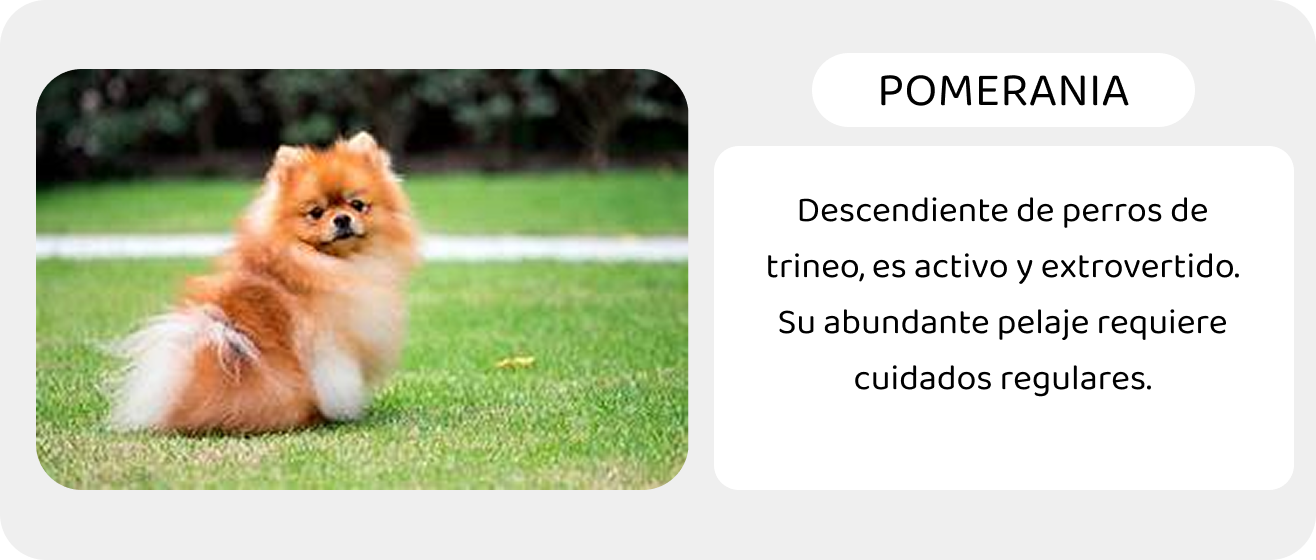 POMERANIA
Descendiente de perros de
trineo, es activo y extrovertido.
Su abundante pelaje requiere
cuidados regulares.